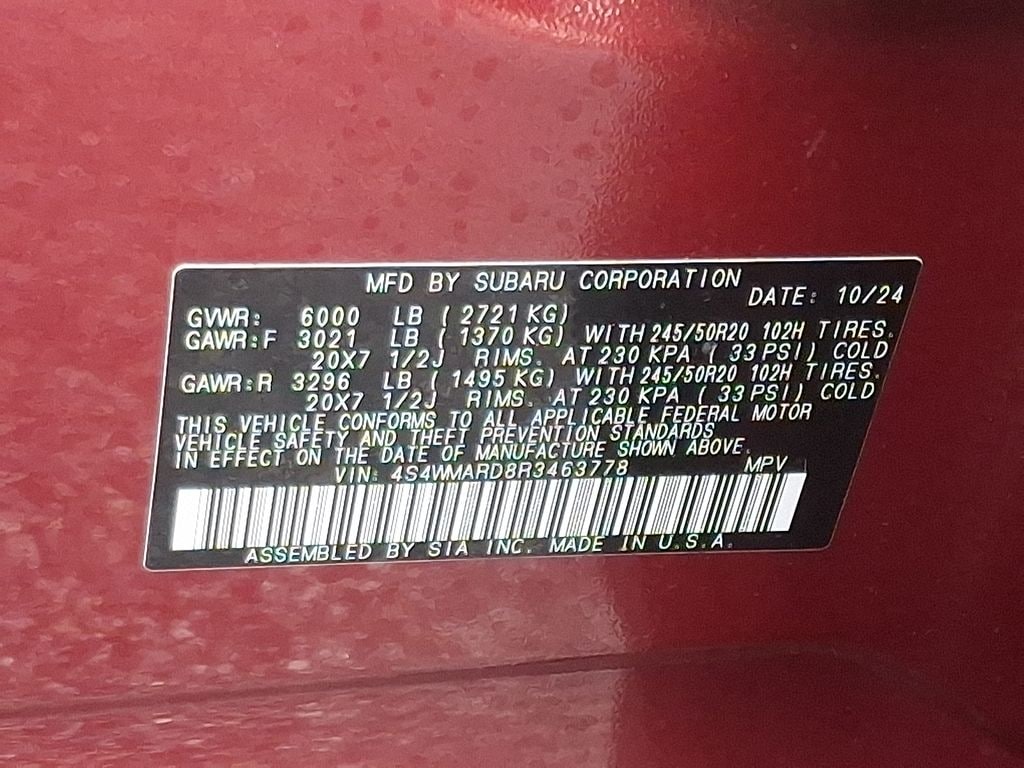 MFD BY SUBARU CORPORATION
DATE: 10/24
GVWR: 6000 LB (2721 KG)
GAWR:F 3021 LB (1370 KG) WITH 245/50R20 102H TIRES.
20X7 1/2J RIMS. AT 230 KPA (33 PSI) COLD
GAWR:R 3296 LB (1495 KG) WITH 245/50R20 102H TIRES.
20X7 1/2J RIMS. AT 230 KPA (33 PSI) COLD
THIS VEHICLE CONFORMS TO ALL APPLICABLE FEDERAL MOTOR
VEHICLE SAFETY AND THEFT PREVENTION STANDARDS
IN EFFECT ON THE DATE OF MANUFACTURE SHOWN ABOVE.
VIN: 4S4WMARD8R3463778 MPV
ASSEMBLED BY SIA INC. MADE IN U.S.A.